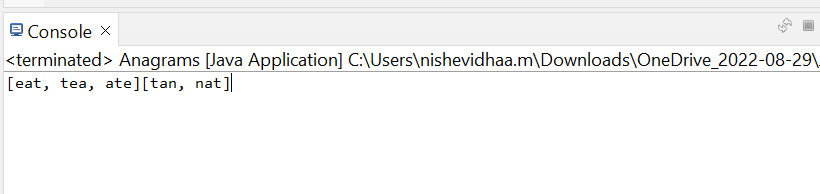 Console
<terminated> Anagrams [Java Application] C:\Users\nishevidhaa.m\Downloads\OneDrive_2022-08-29\
[eat, tea, ate][tan, nat]